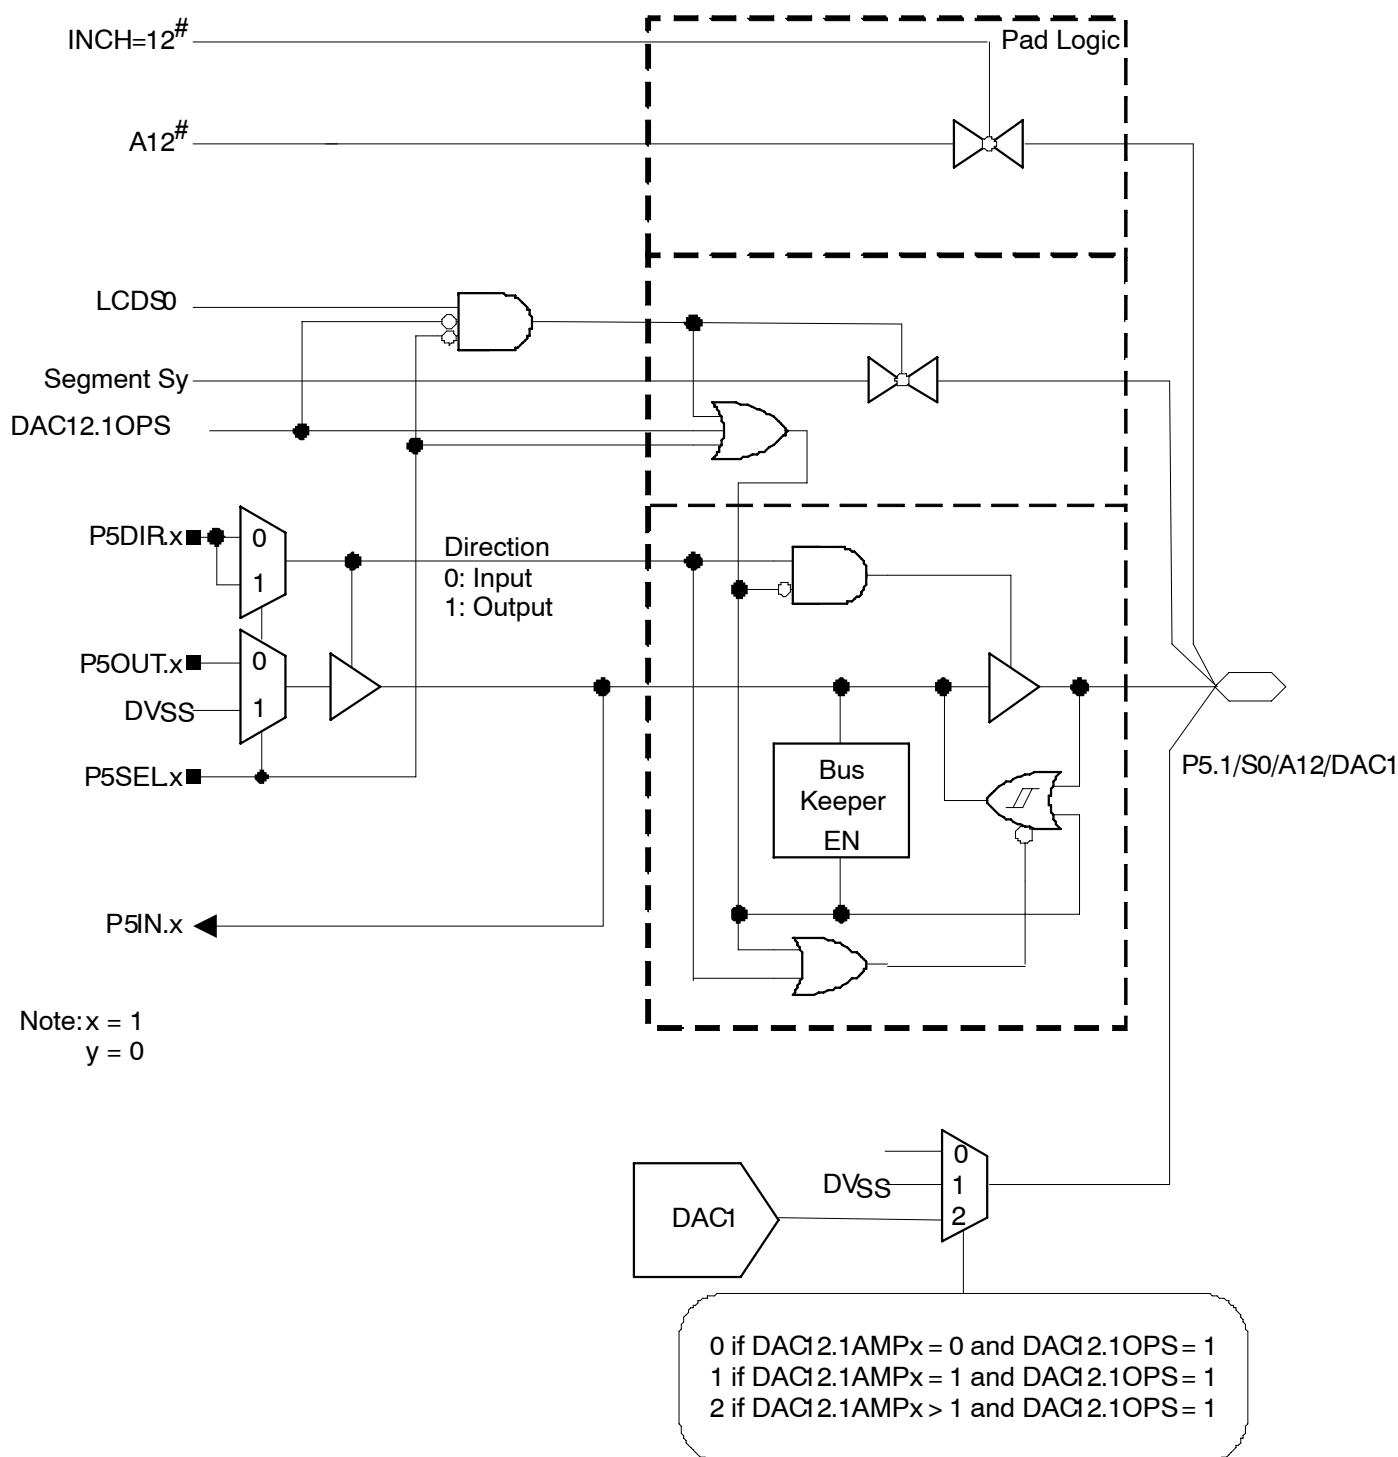 INCH=12#
Pad Logic
A12#
LCDS0
Segment Sy
DAC12.1OPS
P5DIR.x
0
1
Direction
0: Input
1: Output
P5OUT.x
0
DVSS
1
P5SEL.x
Bus
Keeper
EN
P5.1/S0/A12/DAC1
P5IN.x
Note: x = 1
y = 0
0
DVSS
1
DAC1
2
0 if DAC12.1AMPx = 0 and DAC12.1OPS = 1
1 if DAC12.1AMPx = 1 and DAC12.1OPS = 1
2 if DAC12.1AMPx > 1 and DAC12.1OPS = 1